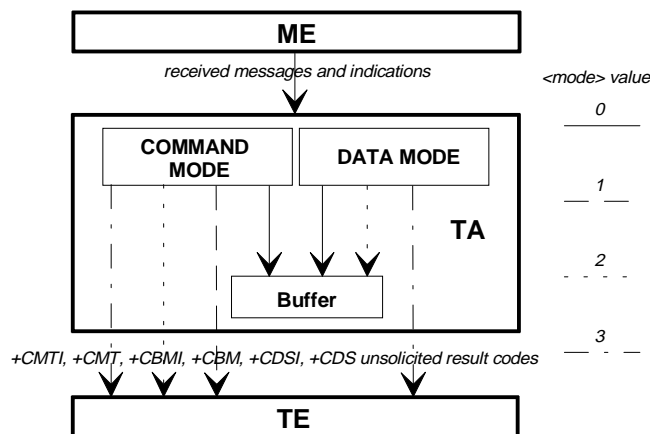 ME
received messages and indications
<mode> value
0
COMMAND
MODE
DATA MODE
1
TA
2
Buffer
3
+CMTI, +CMT, +CBMI, +CBM, +CDSI, +CDS unsolicited result codes
TE